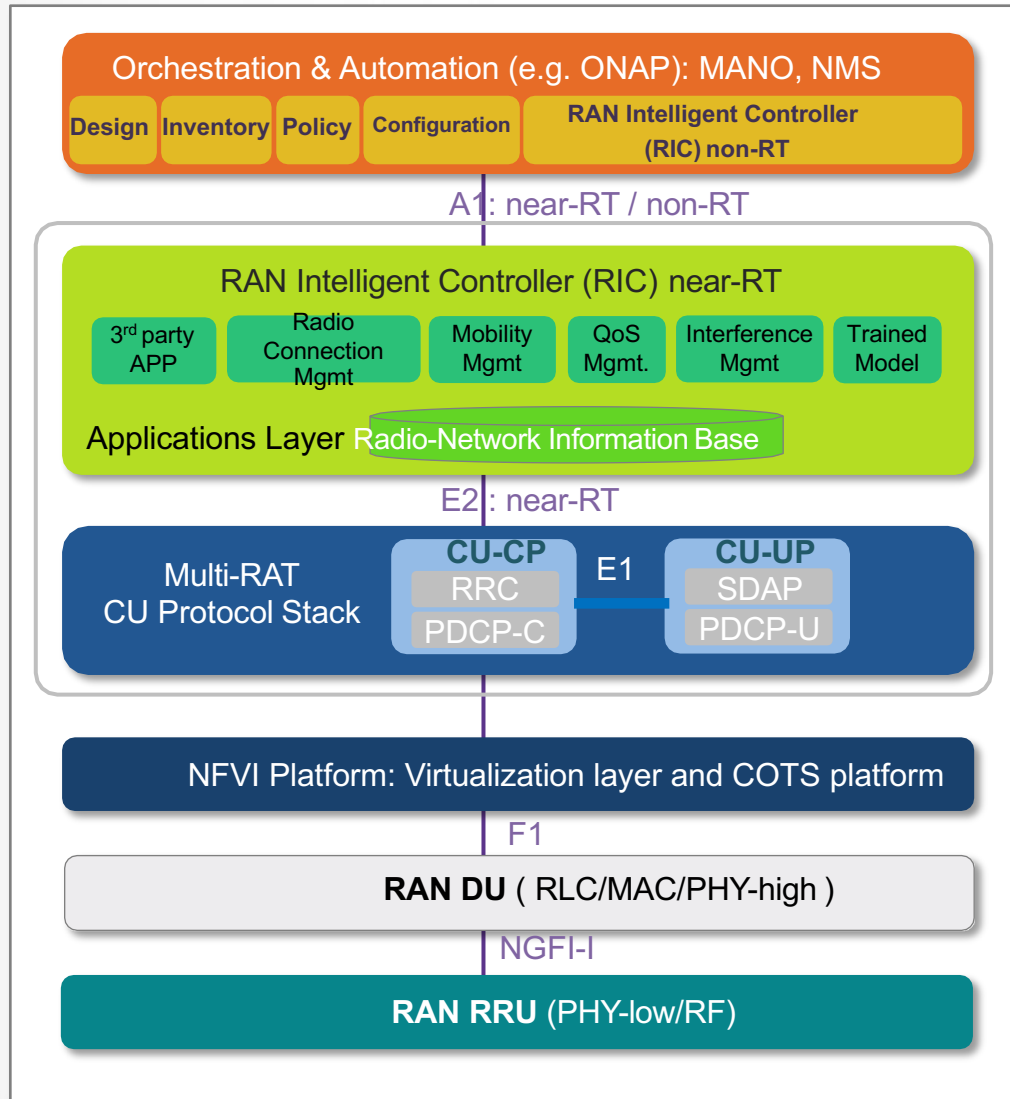 Orchestration & Automation (e.g. ONAP): MANO, NMS
Design
Inventory
Policy
Configuration
RAN Intelligent Controller
(RIC) non-RT
A1: near-RT / non-RT
RAN Intelligent Controller (RIC) near-RT
3rd party
APP
Radio
Connection
Mgmt
Mobility
Mgmt
QoS
Mgmt.
Interference
Mgmt
Trained
Model
Applications Layer
Radio-Network Information Base
E2 : near-RT
Multi-RAT
CU Protocol Stack
CU-CP
RRC
PDCP-C
E1
CU-UP
SDAP
PDCP-U
NFVI Platform: Virtualization layer and COTS platform
F1
RAN DU ( RLC/MAC/PHY-high )
NGFI-I
RAN RRU (PHY-low/RF)